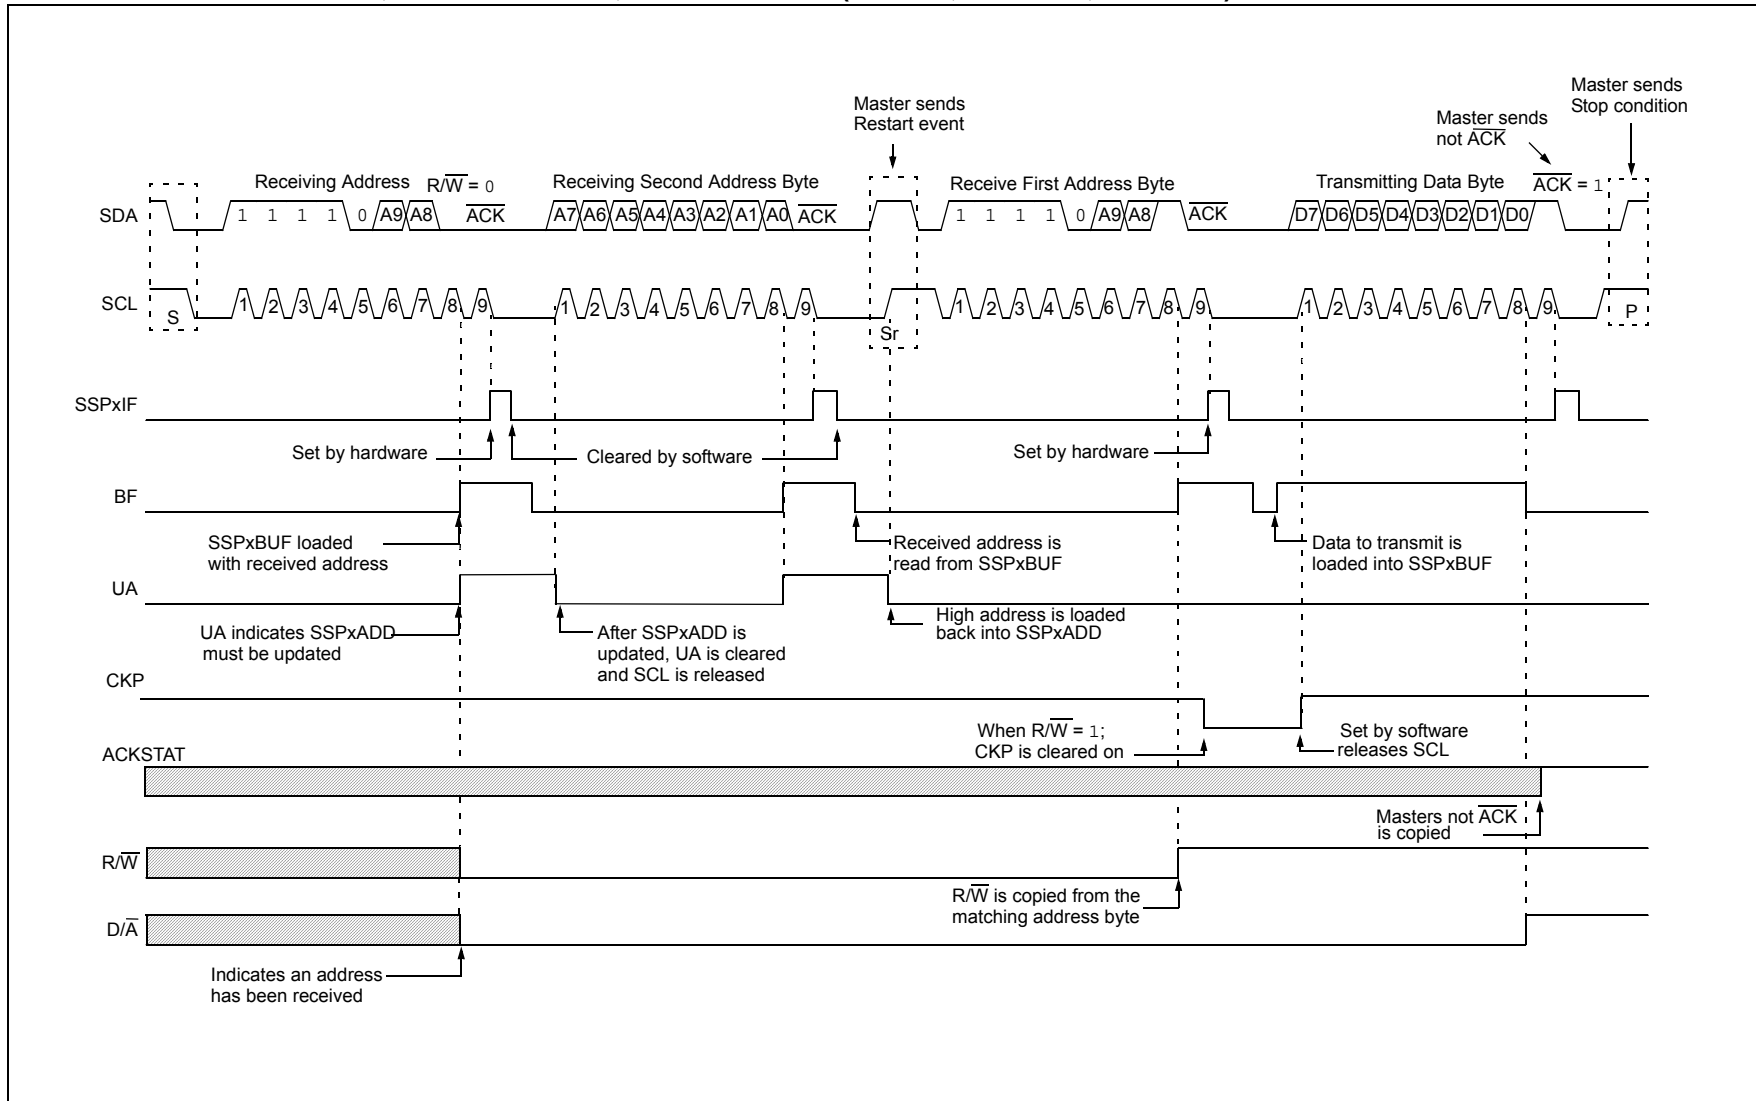 Master sends
Restart event
Master sends
not ACK
Master sends
Stop condition
Receiving Address R/W = 0
Receiving Second Address Byte
Receive First Address Byte
Transmitting Data Byte
ACK = 1
SDA
1 1 1 1 0 A9 A8 ACK
A7 A6 A5 A4 A3 A2 A1 A0 ACK
1 1 1 1 0 A9 A8 ACK
D7 D6 D5 D4 D3 D2 D1 D0
SCL
S
1 2 3 4 5 6 7 8 9
1 2 3 4 5 6 7 8 9
Sr
1 2 3 4 5 6 7 8 9
1 2 3 4 5 6 7 8 9
P
SSPxIF
Set by hardware
Cleared by software
Set by hardware
BF
SSPxBUF loaded
with received address
Received address is
read from SSPxBUF
Data to transmit is
loaded into SSPxBUF
UA
UA indicates SSPxADD
must be updated
After SSPxADD is
updated, UA is cleared
and SCL is released
High address is loaded
back into SSPxADD
CKP
When R/W = 1;
CKP is cleared on
Set by software
releases SCL
ACKSTAT
Masters not ACK
is copied
R/W
R/W is copied from the
matching address byte
D/A
Indicates an address
has been received